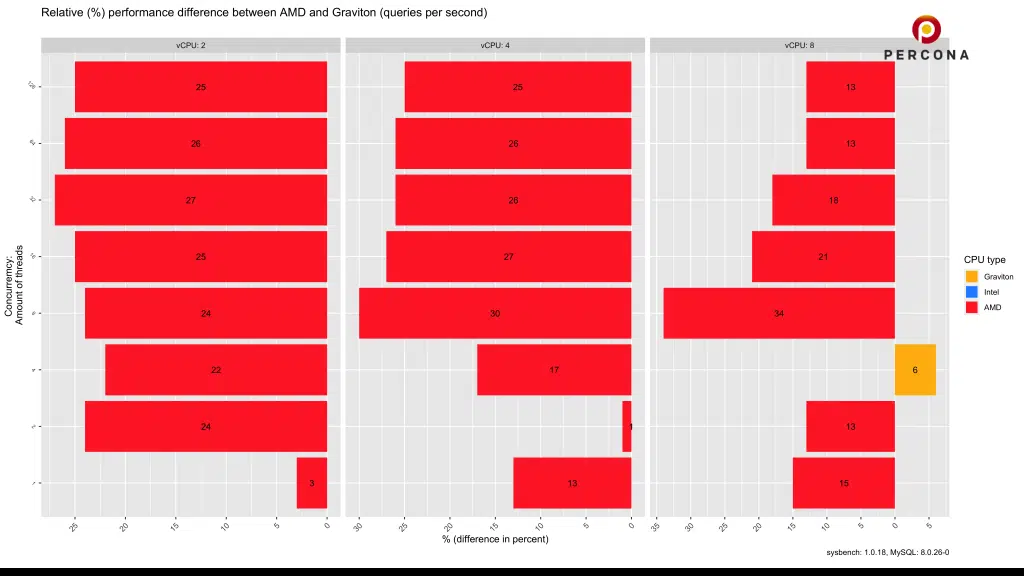 Relative (%) performance difference between AMD and Graviton (queries per second)
PERCONA
vCPU: 2
vCPU: 4
vCPU: 8
25 25 13
26 26 13
27 26 18
25 27 21
24 30 34
22 17 6
24 1 13
3 13 15
Concurrency:
Amount of threads
25 20 15 10 5 0
30 25 20 15 10 5 0
35 30 25 20 15 10 5 0 5
% (difference in percent)
CPU type
Graviton
Intel
AMD
sysbench: 1.0.18, MySQL: 8.0.26-0